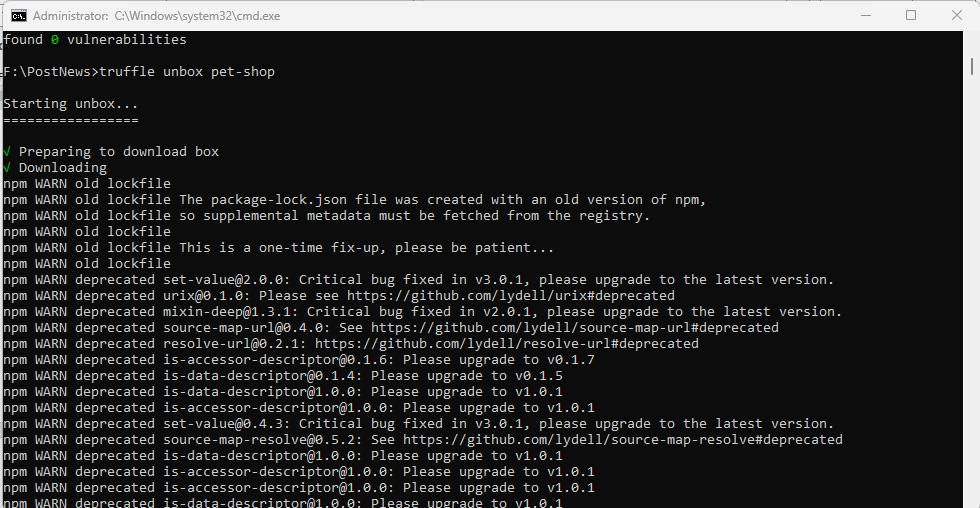 Administrator: C:\Windows\system32\cmd.exe
found 0 vulnerabilities
F:\PostNews>truffle unbox pet-shop
Starting unbox...
=================
√ Preparing to download box
√ Downloading
npm WARN old lockfile
npm WARN old lockfile The package-lock.json file was created with an old version of npm,
npm WARN old lockfile so supplemental metadata must be fetched from the registry.
npm WARN old lockfile
npm WARN old lockfile This is a one-time fix-up, please be patient...
npm WARN old lockfile
npm WARN deprecated set-value@2.0.0: Critical bug fixed in v3.0.1, please upgrade to the latest version.
npm WARN deprecated urix@0.1.0: Please see https://github.com/lydell/urix#deprecated
npm WARN deprecated mixin-deep@1.3.1: Critical bug fixed in v2.0.1, please upgrade to the latest version.
npm WARN deprecated source-map-url@0.4.0: See https://github.com/lydell/source-map-url#deprecated
npm WARN deprecated resolve-url@0.2.1: https://github.com/lydell/resolve-url#deprecated
npm WARN deprecated is-accessor-descriptor@0.1.6: Please upgrade to v0.1.7
npm WARN deprecated is-data-descriptor@0.1.4: Please upgrade to v0.1.5
npm WARN deprecated is-data-descriptor@1.0.0: Please upgrade to v1.0.1
npm WARN deprecated is-accessor-descriptor@1.0.0: Please upgrade to v1.0.1
npm WARN deprecated set-value@0.4.3: Critical bug fixed in v3.0.1, please upgrade to the latest version.
npm WARN deprecated source-map-resolve@0.5.2: See https://github.com/lydell/source-map-resolve#deprecated
npm WARN deprecated is-data-descriptor@1.0.0: Please upgrade to v1.0.1
npm WARN deprecated is-accessor-descriptor@1.0.0: Please upgrade to v1.0.1
npm WARN deprecated is-accessor-descriptor@1.0.0: Please upgrade to v1.0.1
npm WARN deprecated is-data-descriptor@1.0.0: Please upgrade to v1.0.1